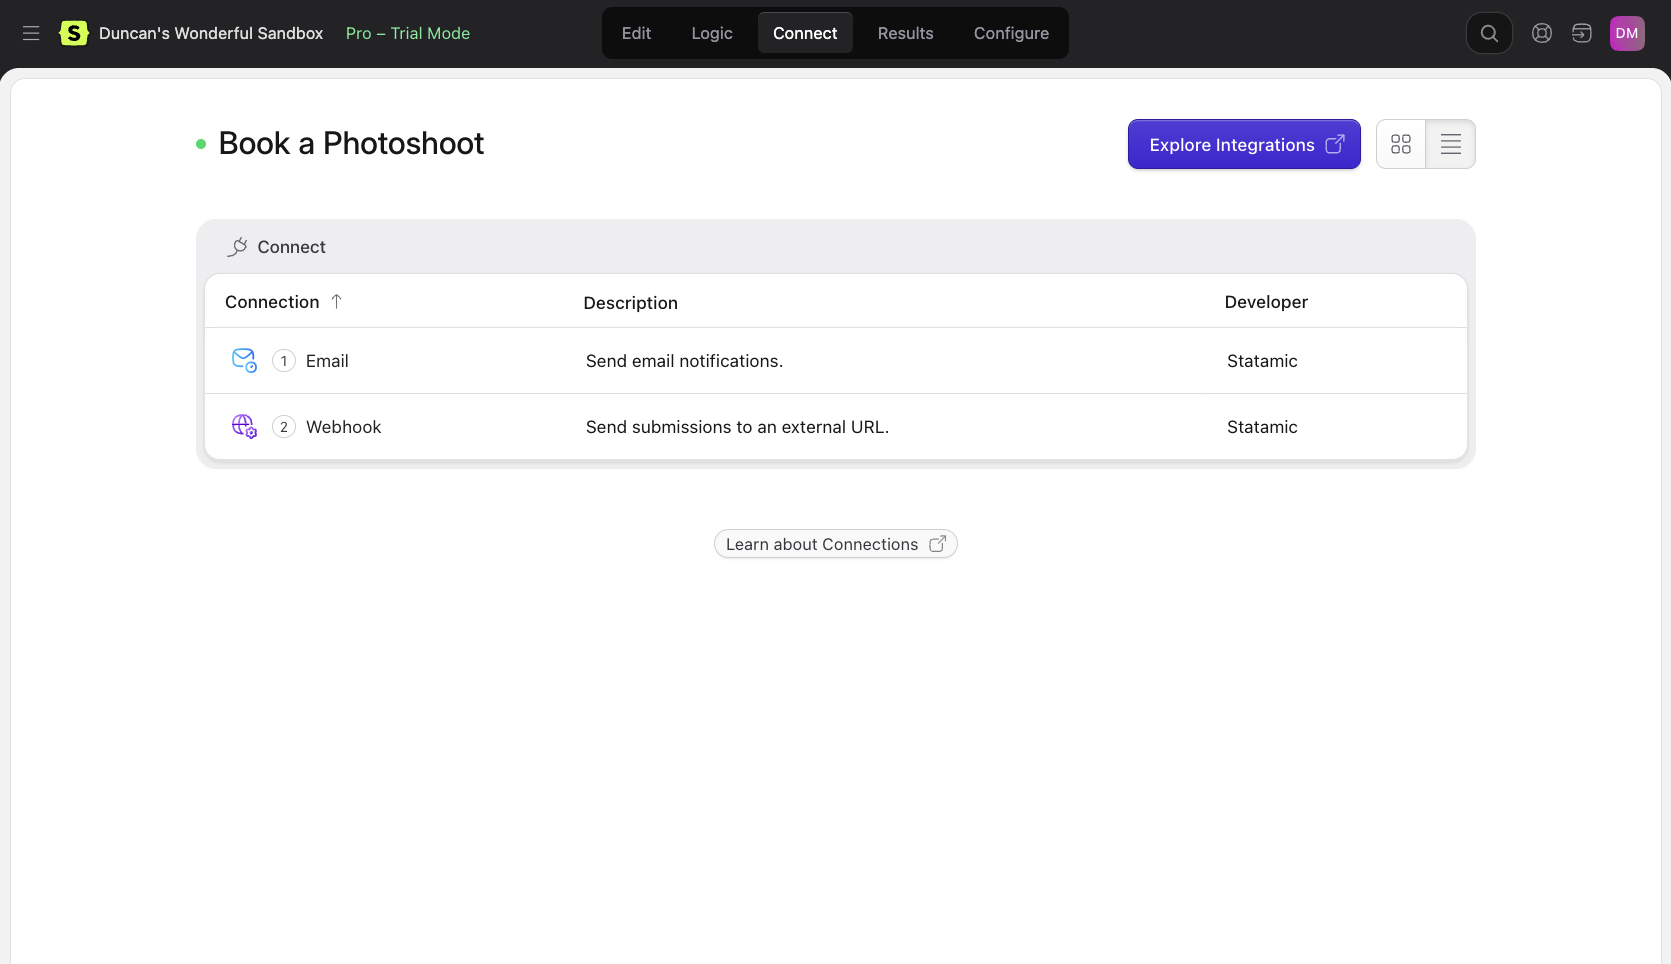 S Duncan's Wonderful Sandbox Pro – Trial Mode Edit Logic Connect Results Configure DM
Book a Photoshoot
Explore Integrations
Connect
Connection Description Developer
1 Email Send email notifications. Statamic
2 Webhook Send submissions to an external URL. Statamic
Learn about Connections